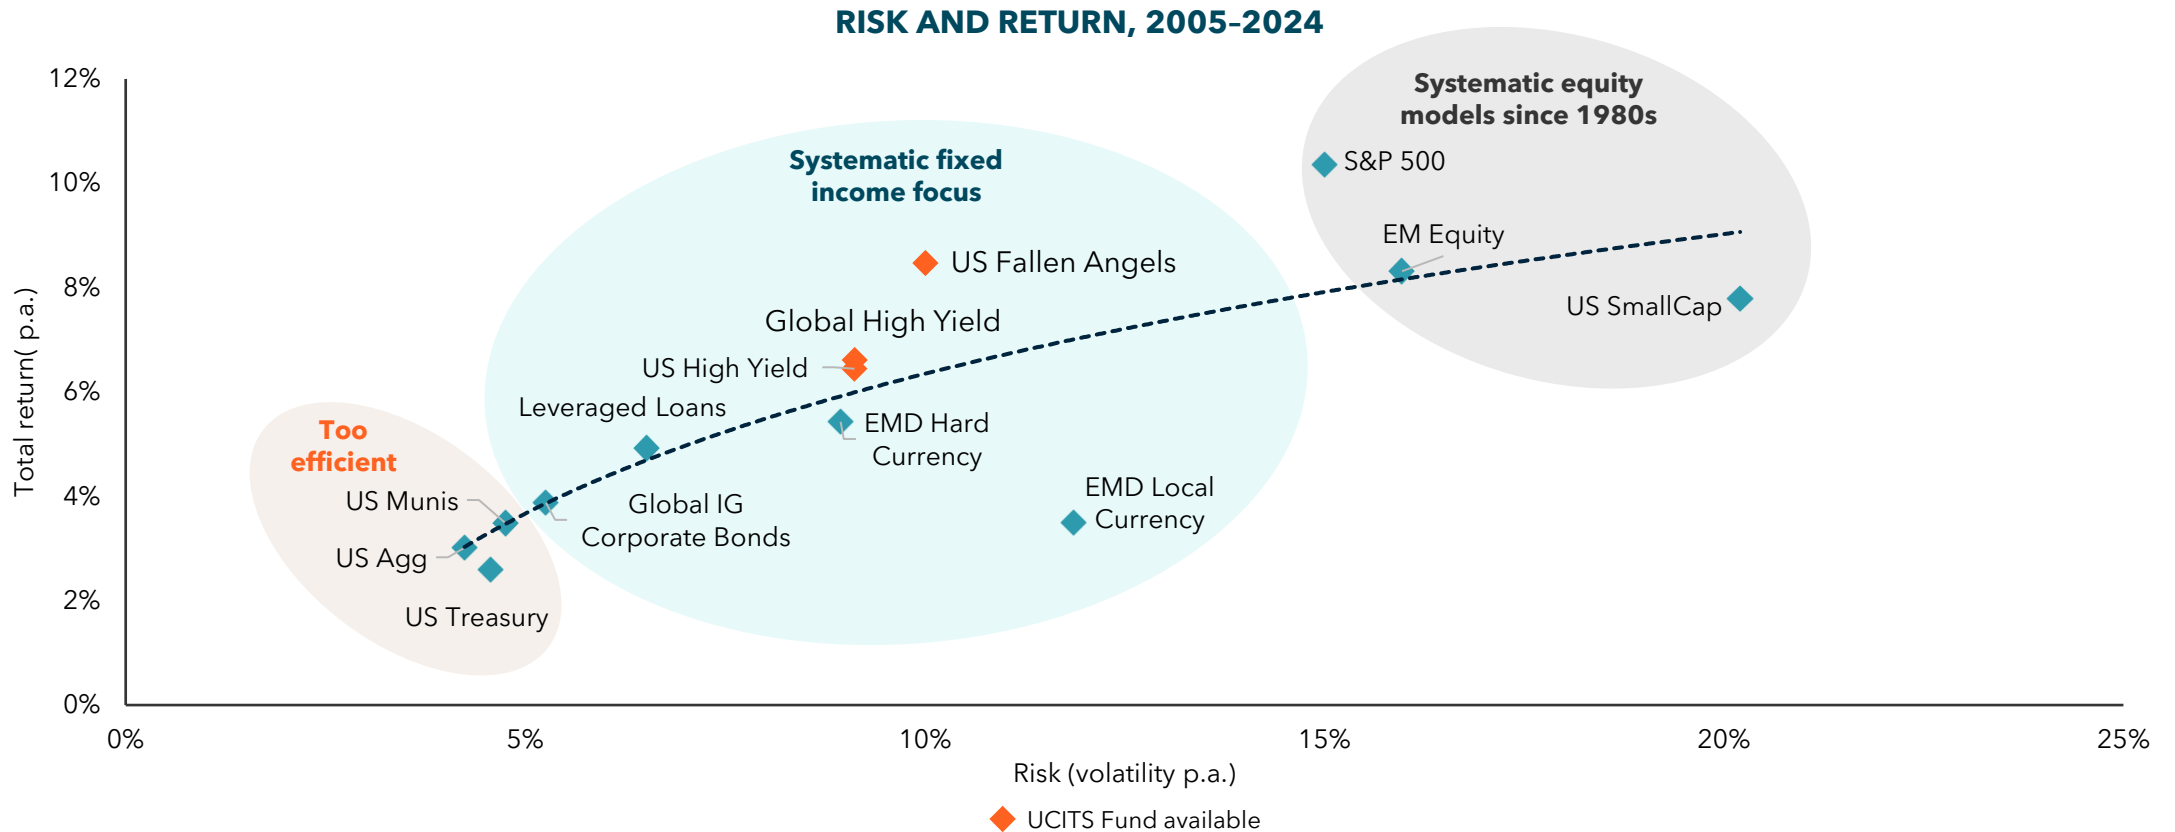 RISK AND RETURN, 2005–2024
12%
10%
8%
6%
4%
2%
0%
Total return( p.a.)
Systematic equity
models since 1980s
S&P 500
EM Equity
US SmallCap
Systematic fixed
income focus
US Fallen Angels
Global High Yield
US High Yield
Leveraged Loans
EMD Hard
Currency
EMD Local
Currency
Global IG
Corporate Bonds
Too
efficient
US Munis
US Agg
US Treasury
0%
5%
10%
15%
20%
25%
Risk (volatility p.a.)
UCITS Fund available